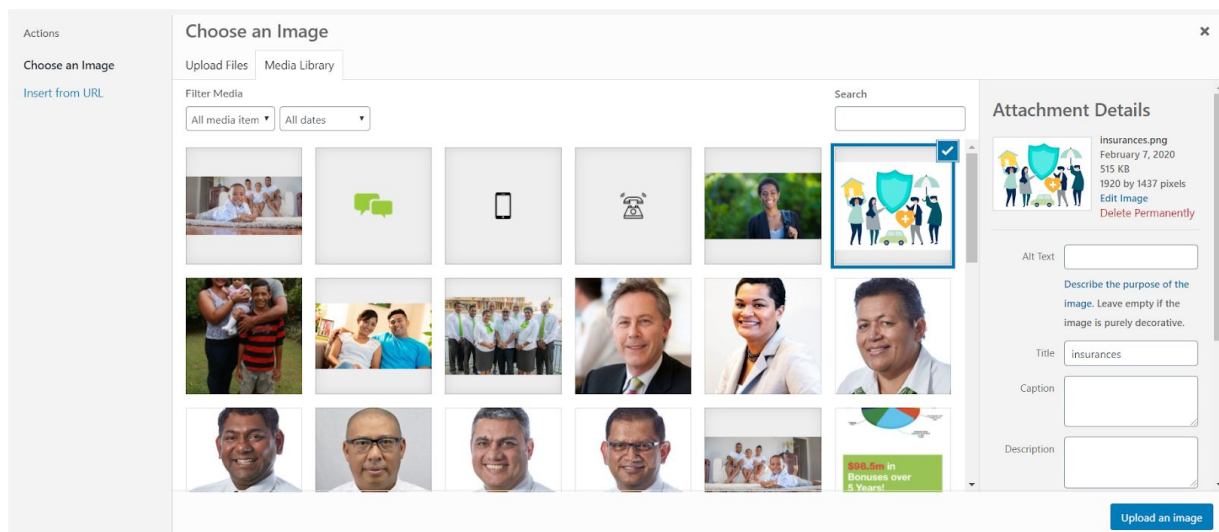 Actions
Choose an Image
Insert from URL
Choose an Image
Upload Files
Media Library
Filter Media
All media item
All dates
Search
$98.5m in
Bonuses over
5 Years!
Attachment Details
insurances.png
February 7, 2020
515 KB
1920 by 1437 pixels
Edit Image
Delete Permanently
Alt Text
Describe the purpose of the
image. Leave empty if the
image is purely decorative.
Title
insurances
Caption
Description
Upload an image